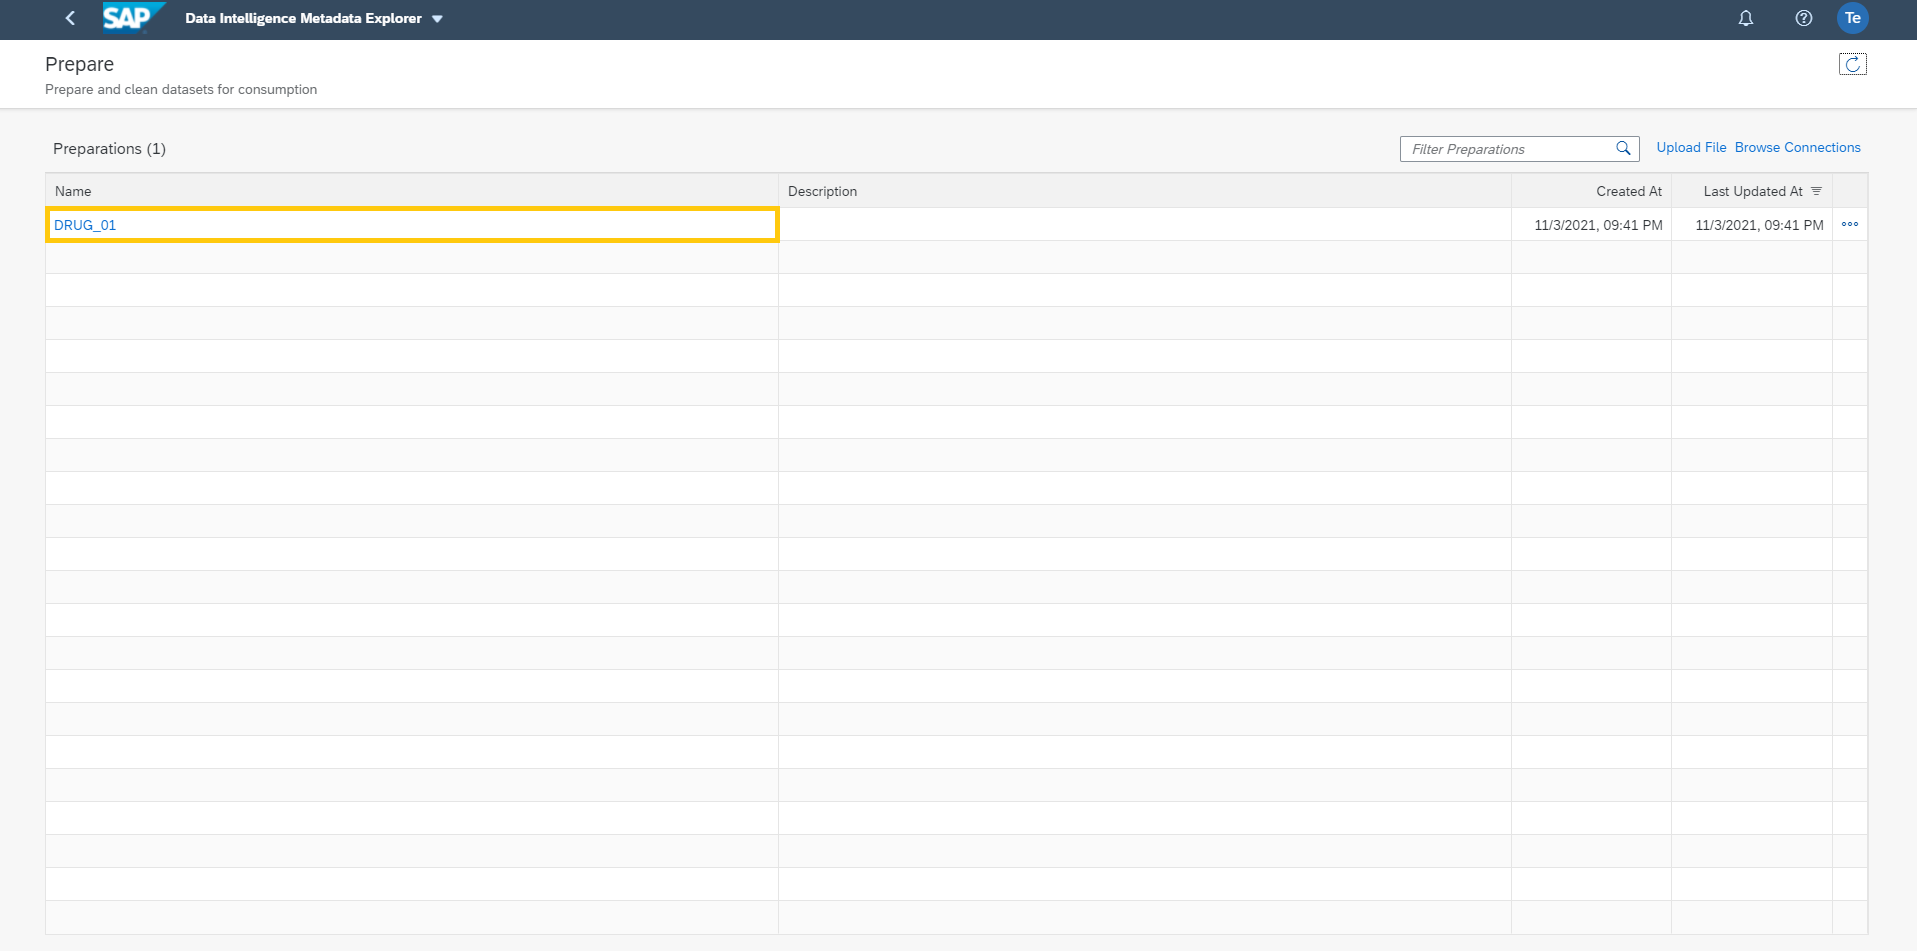 SAP Data Intelligence Metadata Explorer Te
Prepare
Prepare and clean datasets for consumption
Preparations (1) Filter Preparations Upload File Browse Connections
Name Description Created At Last Updated At
DRUG_01 11/3/2021, 09:41 PM 11/3/2021, 09:41 PM